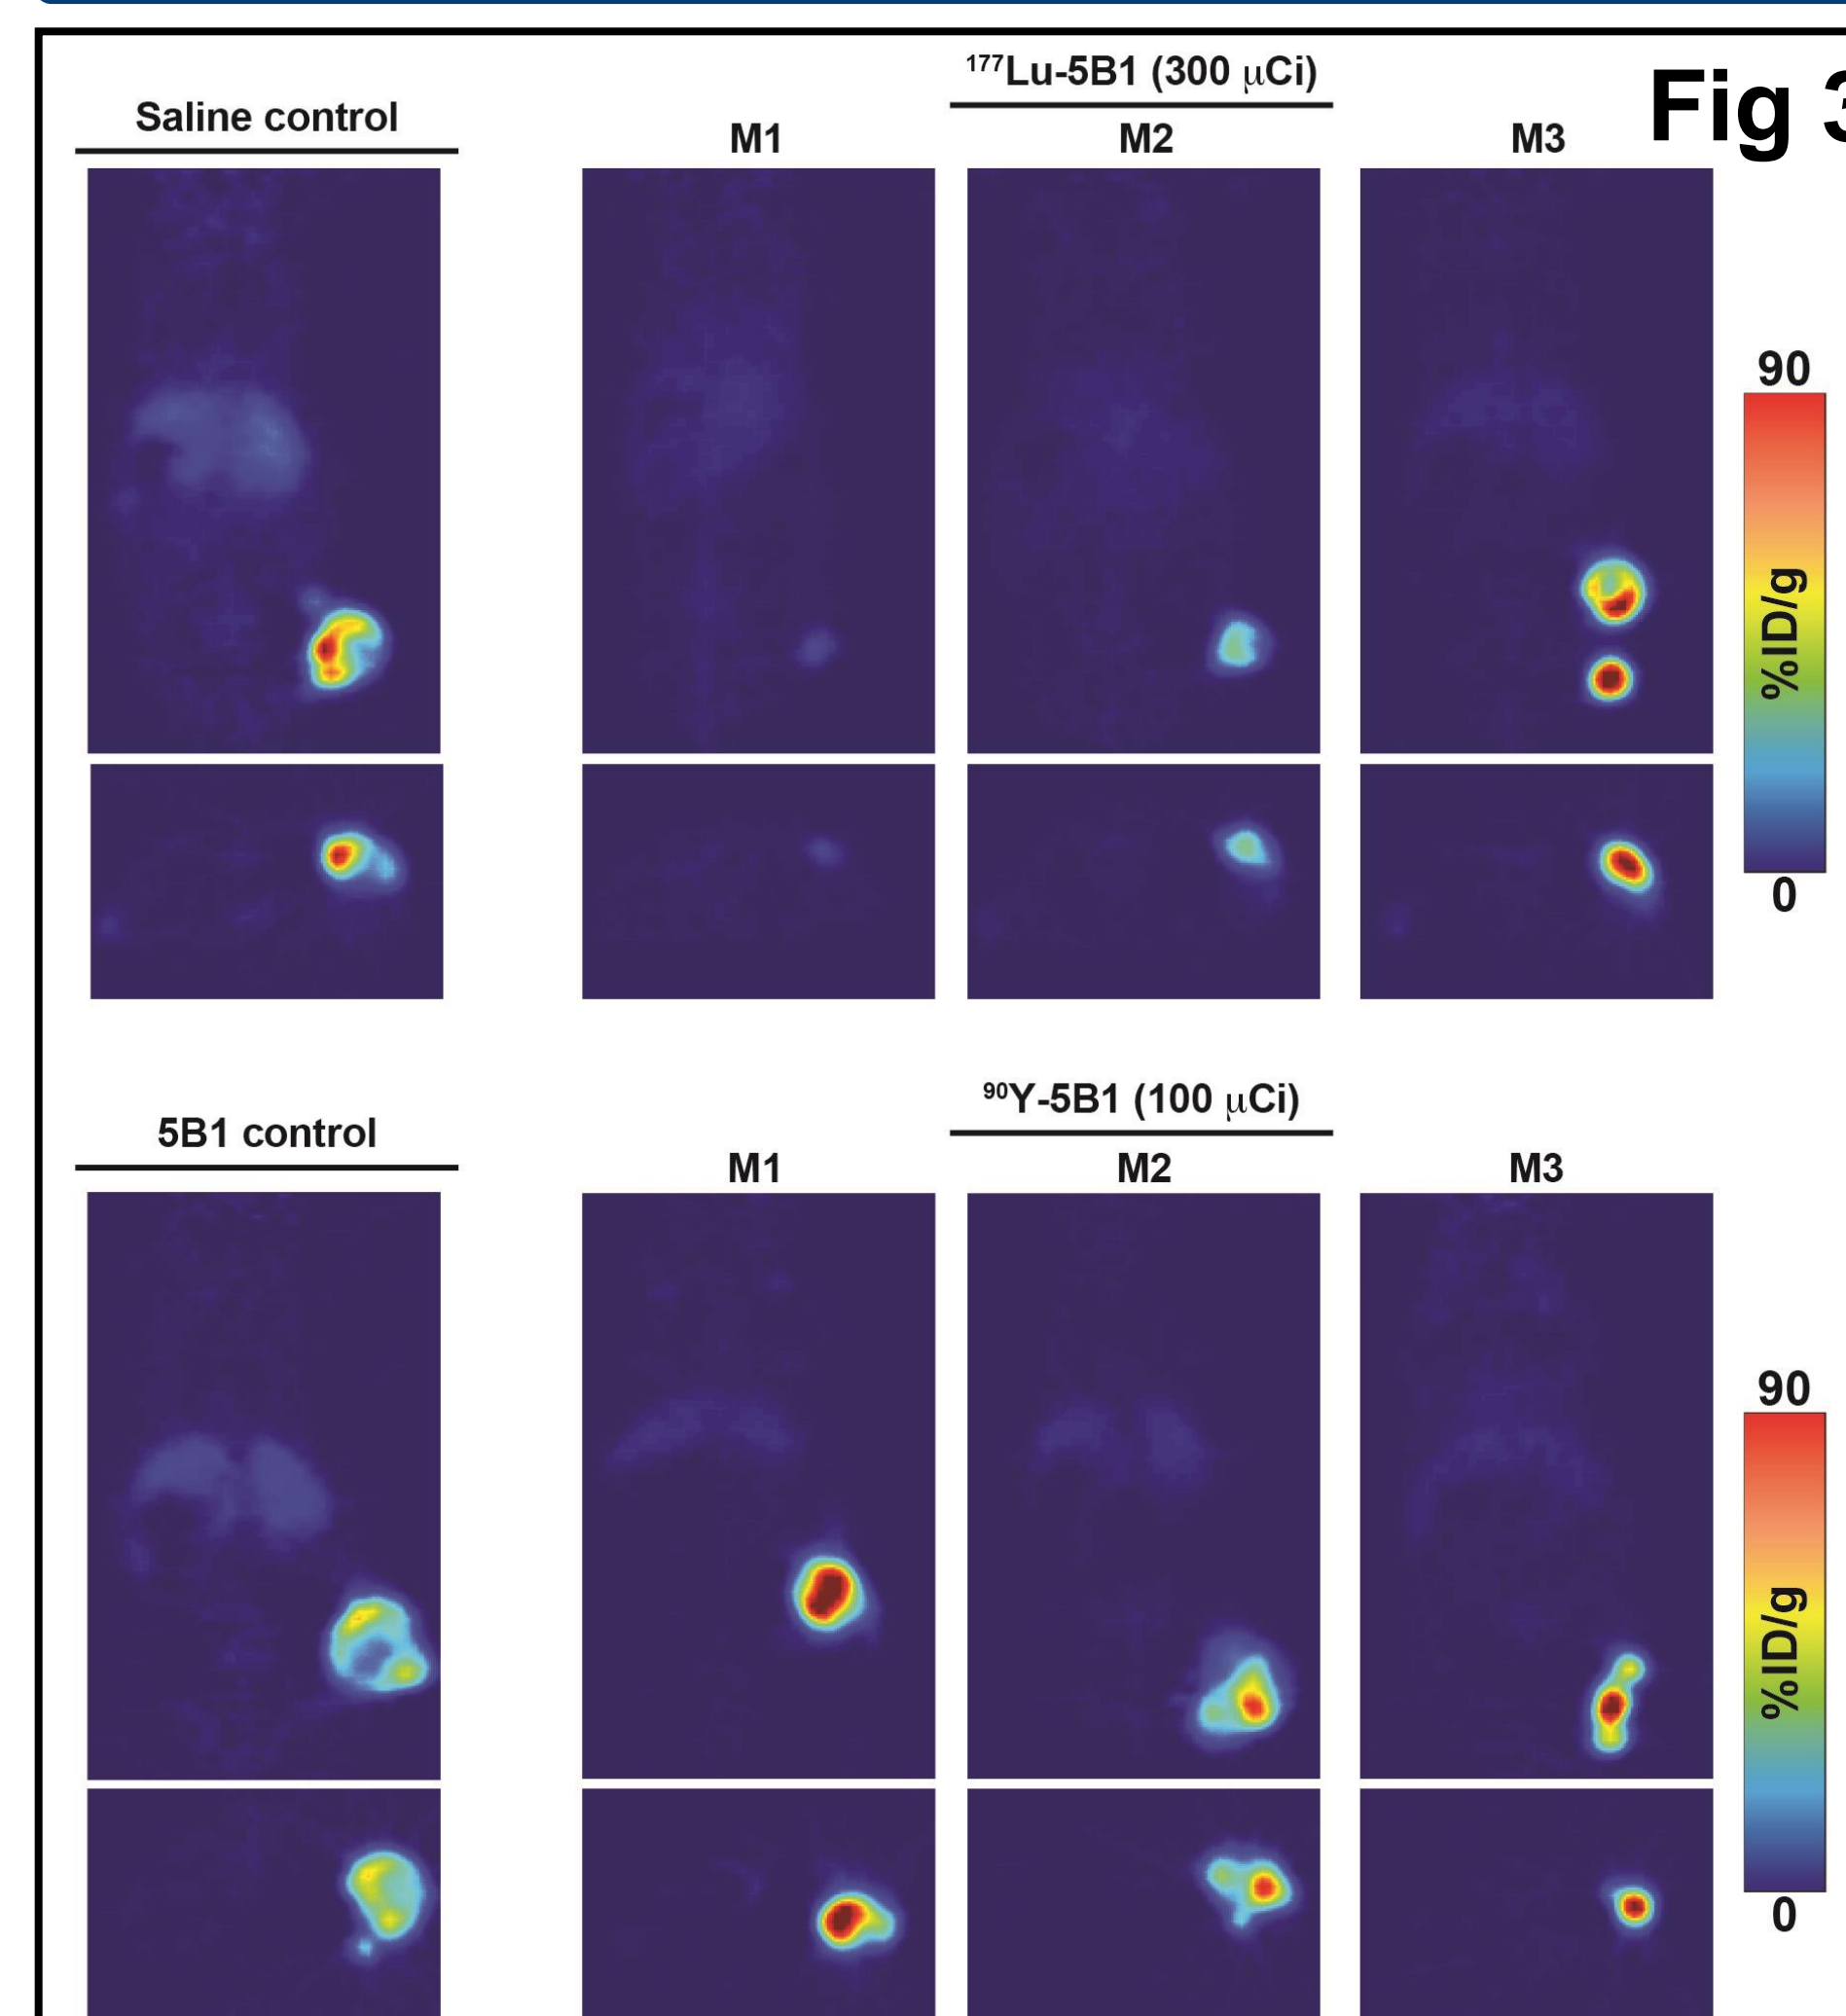 Fig 3
¹⁷⁷Lu-5B1 (300 μCi)
Saline control
M1
M2
M3
90
%ID/g
0
⁹⁰Y-5B1 (100 μCi)
5B1 control
M1
M2
M3
90
%ID/g
0